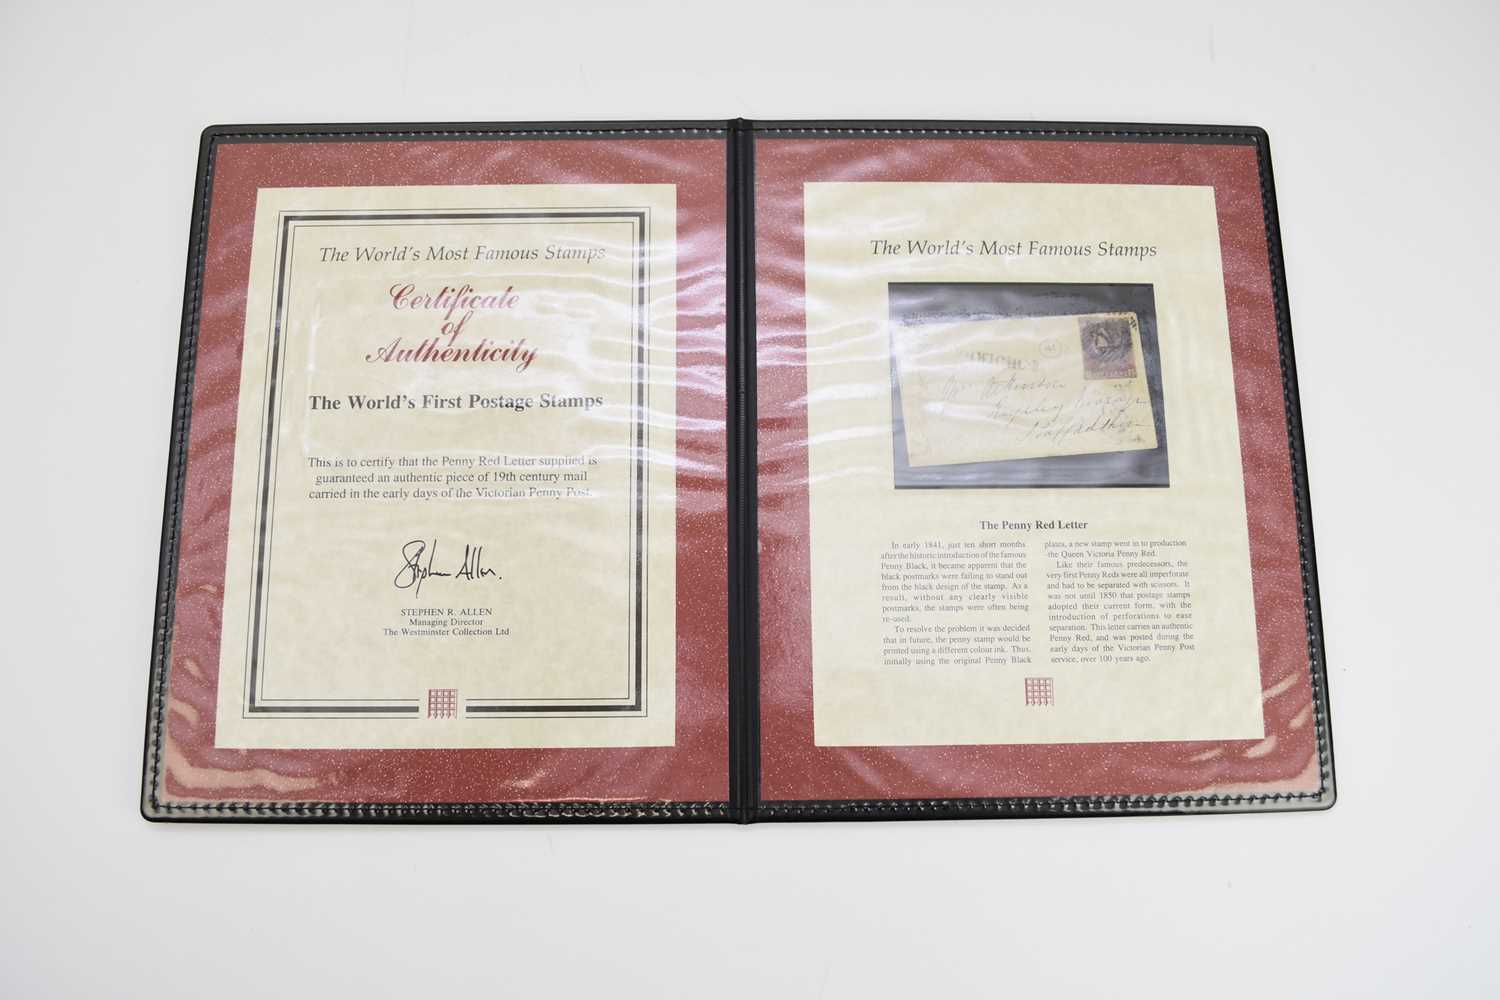 The World's Most Famous Stamps
Certificate
of
Authenticity
The World's First Postage Stamps
This is to certify that the Penny Red Letter supplied is
guaranteed an authentic piece of 19th century mail
carried in the early days of the Victorian Penny Post.
Stephen Allen.
STEPHEN R. ALLEN
Managing Director
The Westminster Collection Ltd
The World's Most Famous Stamps
The Penny Red Letter
In early 1841, just ten short months
after the historic introduction of the famous
Penny Black, it became apparent that the
black postmarks were failing to stand out
from the black design of the stamp. As a
result, without any clearly visible
postmarks, the stamps were often being
re-used.
To resolve the problem it was decided
that in future, the penny stamp would be
printed using a different colour ink. Thus,
initially using the original Penny Black
plates, a new stamp went in to production
-the Queen Victoria Penny Red.
Like their famous predecessors, the
very first Penny Reds were all imperforate
and had to be separated with scissors. It
was not until 1850 that postage stamps
adopted their current form, with the
introduction of perforations to ease
separation. This letter carries an authentic
Penny Red, and was posted during the
early days of the Victorian Penny Post
service, over 100 years ago.